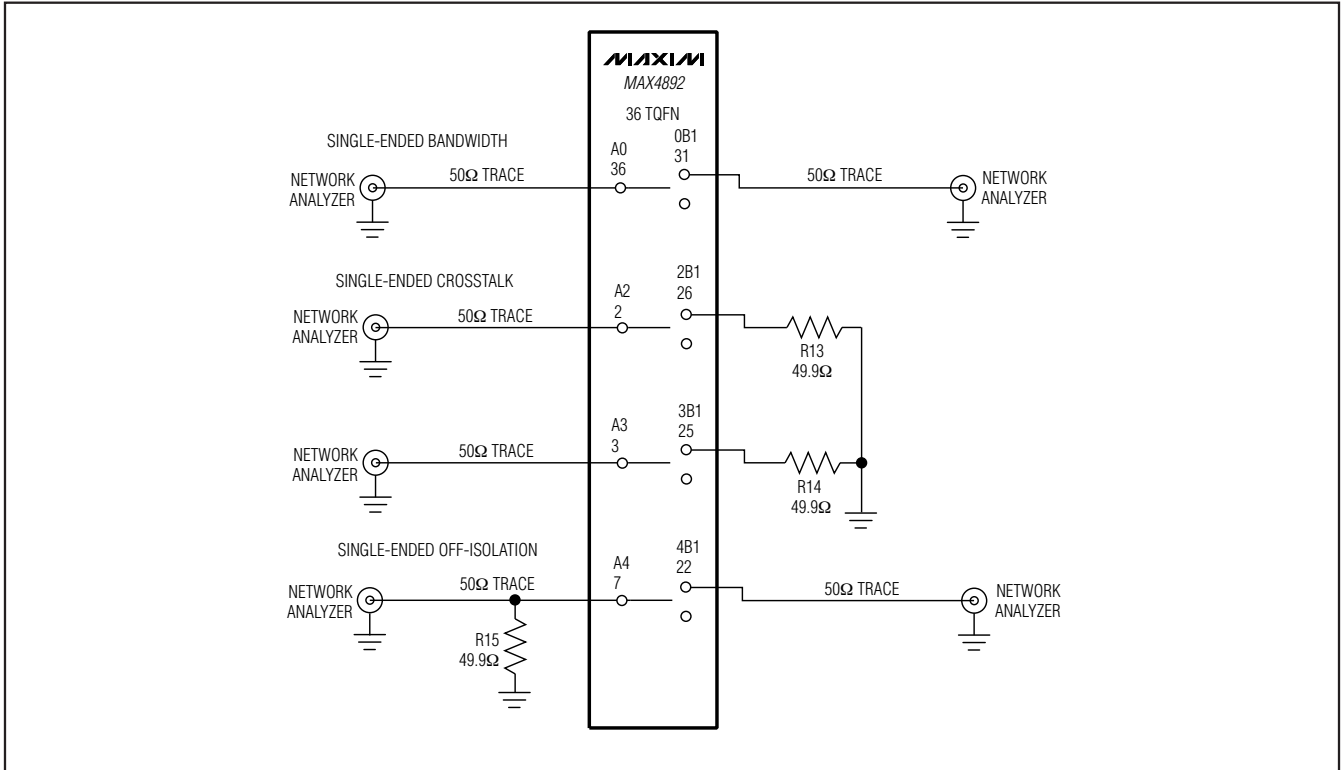 MAXIM
MAX4892
36 TQFN
SINGLE-ENDED BANDWIDTH
NETWORK
ANALYZER
50Ω TRACE
A0
36
0B1
31
50Ω TRACE
NETWORK
ANALYZER
SINGLE-ENDED CROSSTALK
NETWORK
ANALYZER
50Ω TRACE
A2
2
2B1
26
R13
49.9Ω
NETWORK
ANALYZER
50Ω TRACE
A3
3
3B1
25
R14
49.9Ω
SINGLE-ENDED OFF-ISOLATION
NETWORK
ANALYZER
50Ω TRACE
R15
49.9Ω
A4
7
4B1
22
50Ω TRACE
NETWORK
ANALYZER